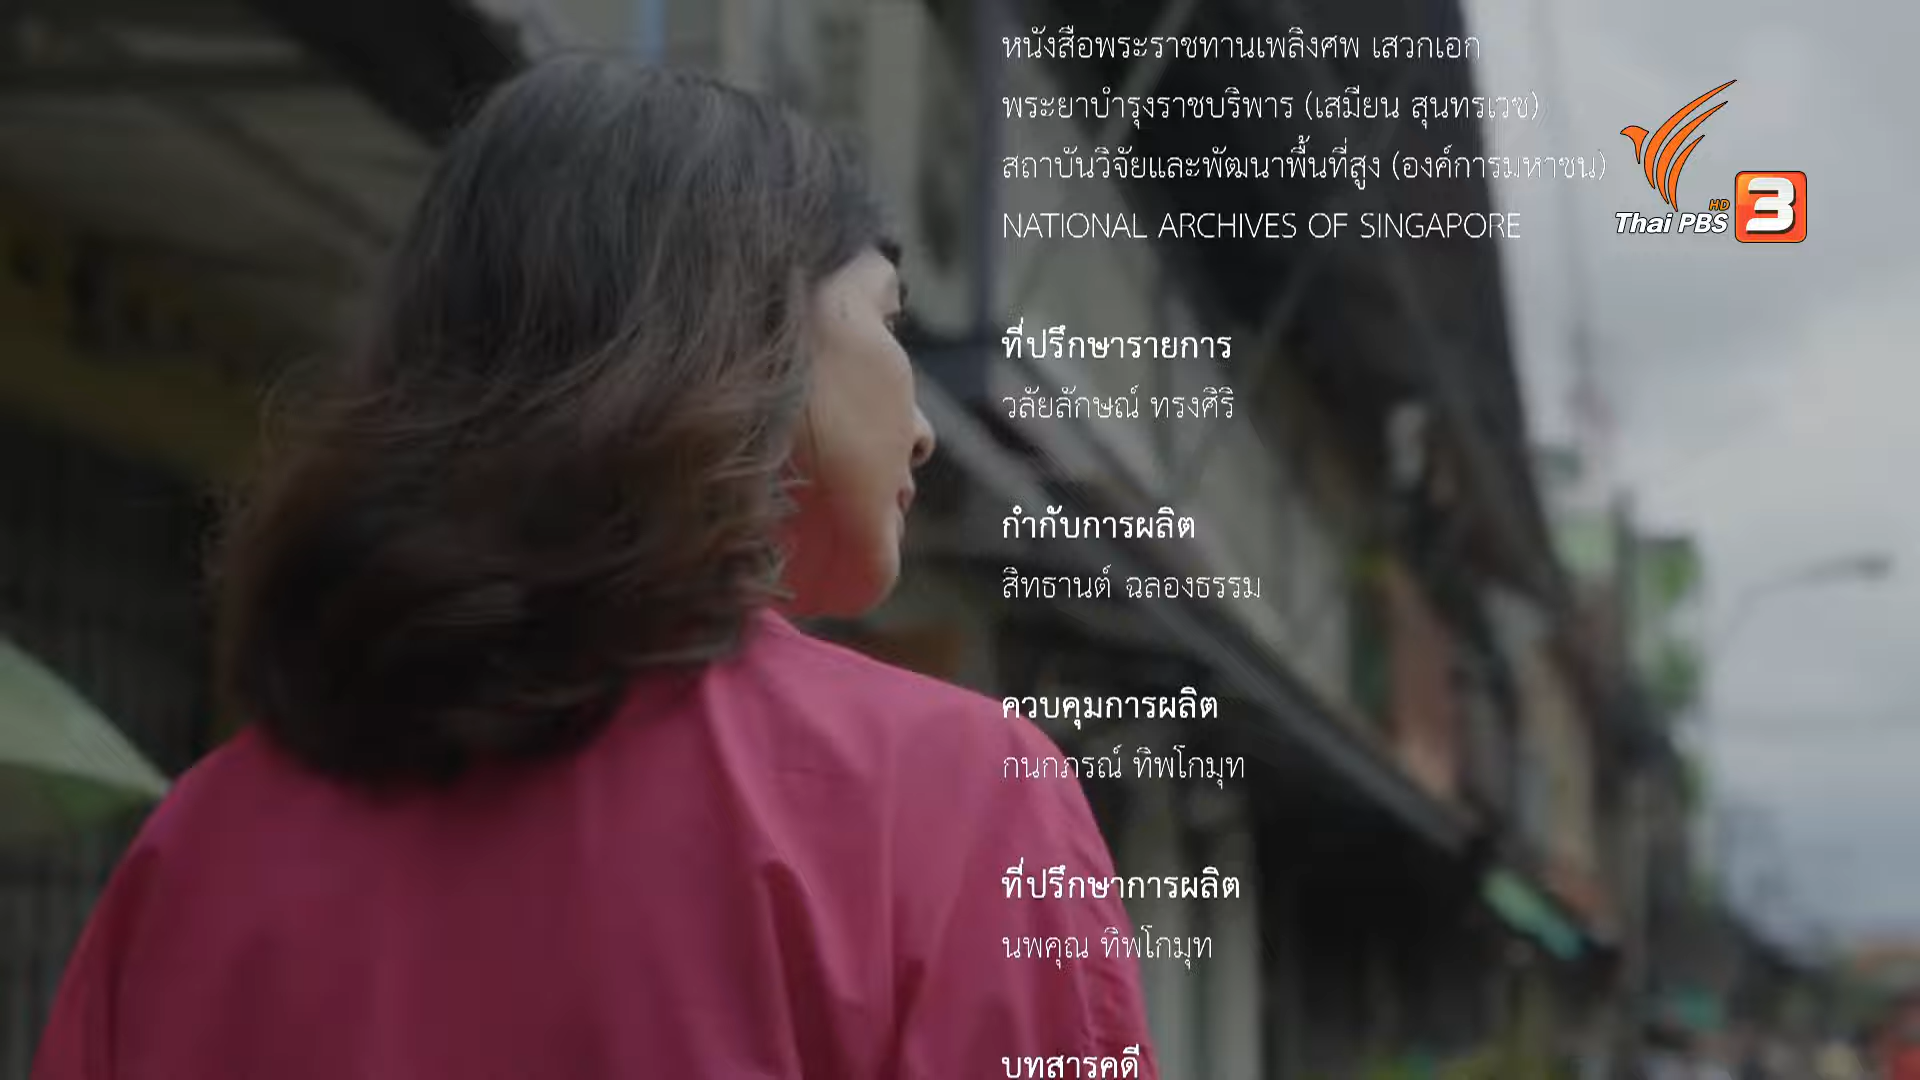 หนังสือพระราชทานเพลิงศพ เสวกเอก
พระยาบำรุงราชบริพาร (เสมียน สุนทรเวช)
สถาบันวิจัยและพัฒนาพื้นที่สูง (องค์การมหาชน)
NATIONAL ARCHIVES OF SINGAPORE
HD
Thai PBS 3
ที่ปรึกษารายการ
วลัยลักษณ์ ทรงศิริ
กำกับการผลิต
สิทธานต์ ฉลองธรรม
ควบคุมการผลิต
กนกภรณ์ ทิพโกมุท
ที่ปรึกษาการผลิต
นพคุณ ทิพโกมุท
บทสารคดี